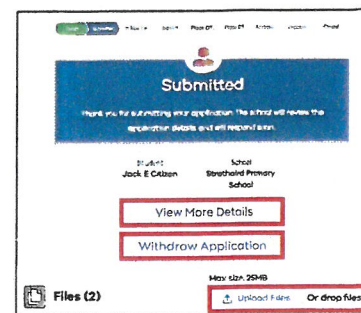 Submitted
Thank you for submitting your application. The school will review the
application details and will respond soon.
Student
School
Jack E Citizen
Strathaird Primary
School
View More Details
Withdraw Application
Max size. 25MB
Files (2)
Upload Files
Or drop files